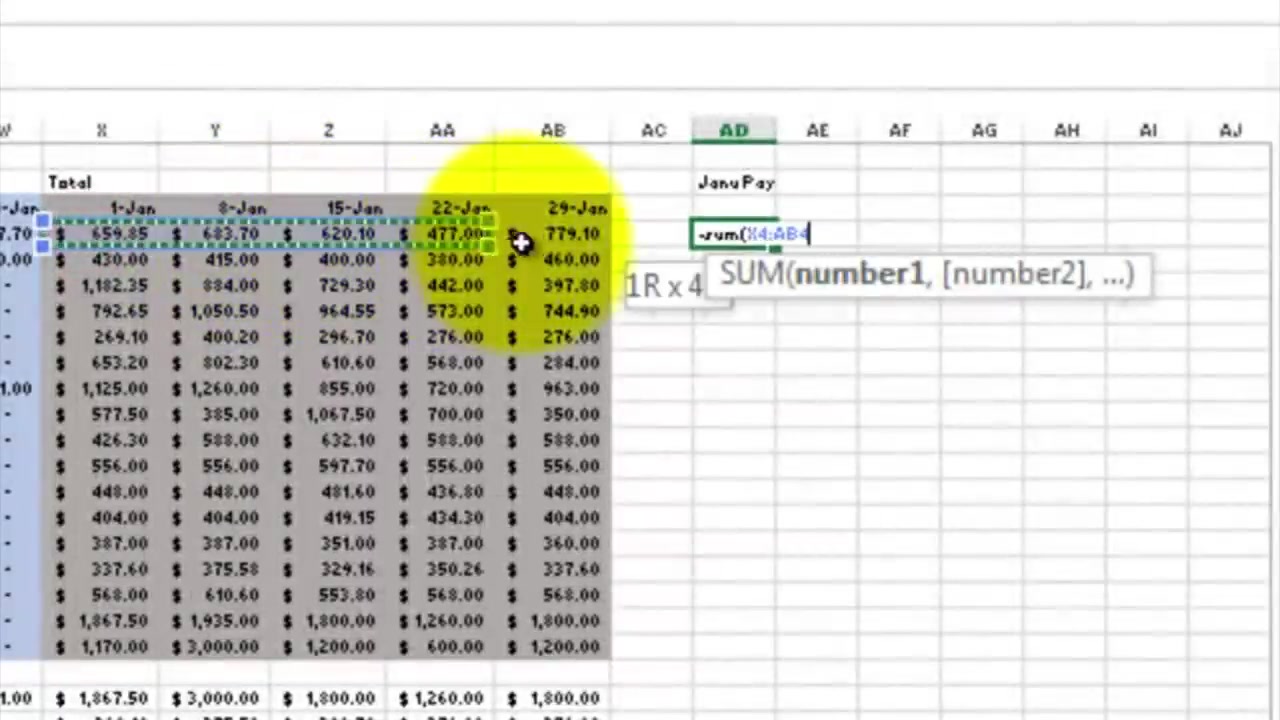 W X Y Z AA AB AC AD AE AF AG AH AI AJ
Total Janu Pay
-Jan 1-Jan 8-Jan 15-Jan 22-Jan 29-Jan
7.70 $ 659.85 $ 683.70 $ 620.10 $ 477.00 $ 779.10 =sum(X4:AB4
0.00 $ 430.00 $ 415.00 $ 400.00 $ 380.00 $ 460.00
1R x 4 SUM(number1, [number2], ...)
- $ 1,182.35 $ 884.00 $ 729.30 $ 442.00 $ 397.80
- $ 792.65 $ 1,050.50 $ 964.55 $ 573.00 $ 744.90
- $ 269.10 $ 400.20 $ 296.70 $ 276.00 $ 276.00
- $ 653.20 $ 802.30 $ 610.60 $ 568.00 $ 284.00
1.00 $ 1,125.00 $ 1,260.00 $ 855.00 $ 720.00 $ 963.00
- $ 577.50 $ 385.00 $ 1,067.50 $ 700.00 $ 350.00
- $ 426.30 $ 588.00 $ 632.10 $ 588.00 $ 588.00
- $ 556.00 $ 556.00 $ 597.70 $ 556.00 $ 556.00
- $ 448.00 $ 448.00 $ 481.60 $ 436.80 $ 448.00
- $ 404.00 $ 404.00 $ 419.15 $ 434.30 $ 404.00
- $ 387.00 $ 387.00 $ 351.00 $ 387.00 $ 360.00
- $ 337.60 $ 375.58 $ 329.16 $ 350.26 $ 337.60
- $ 568.00 $ 610.60 $ 553.80 $ 568.00 $ 568.00
- $ 1,867.50 $ 1,935.00 $ 1,800.00 $ 1,260.00 $ 1,800.00
- $ 1,170.00 $ 3,000.00 $ 1,200.00 $ 600.00 $ 1,200.00
1.00 $ 1,867.50 $ 3,000.00 $ 1,800.00 $ 1,260.00 $ 1,800.00